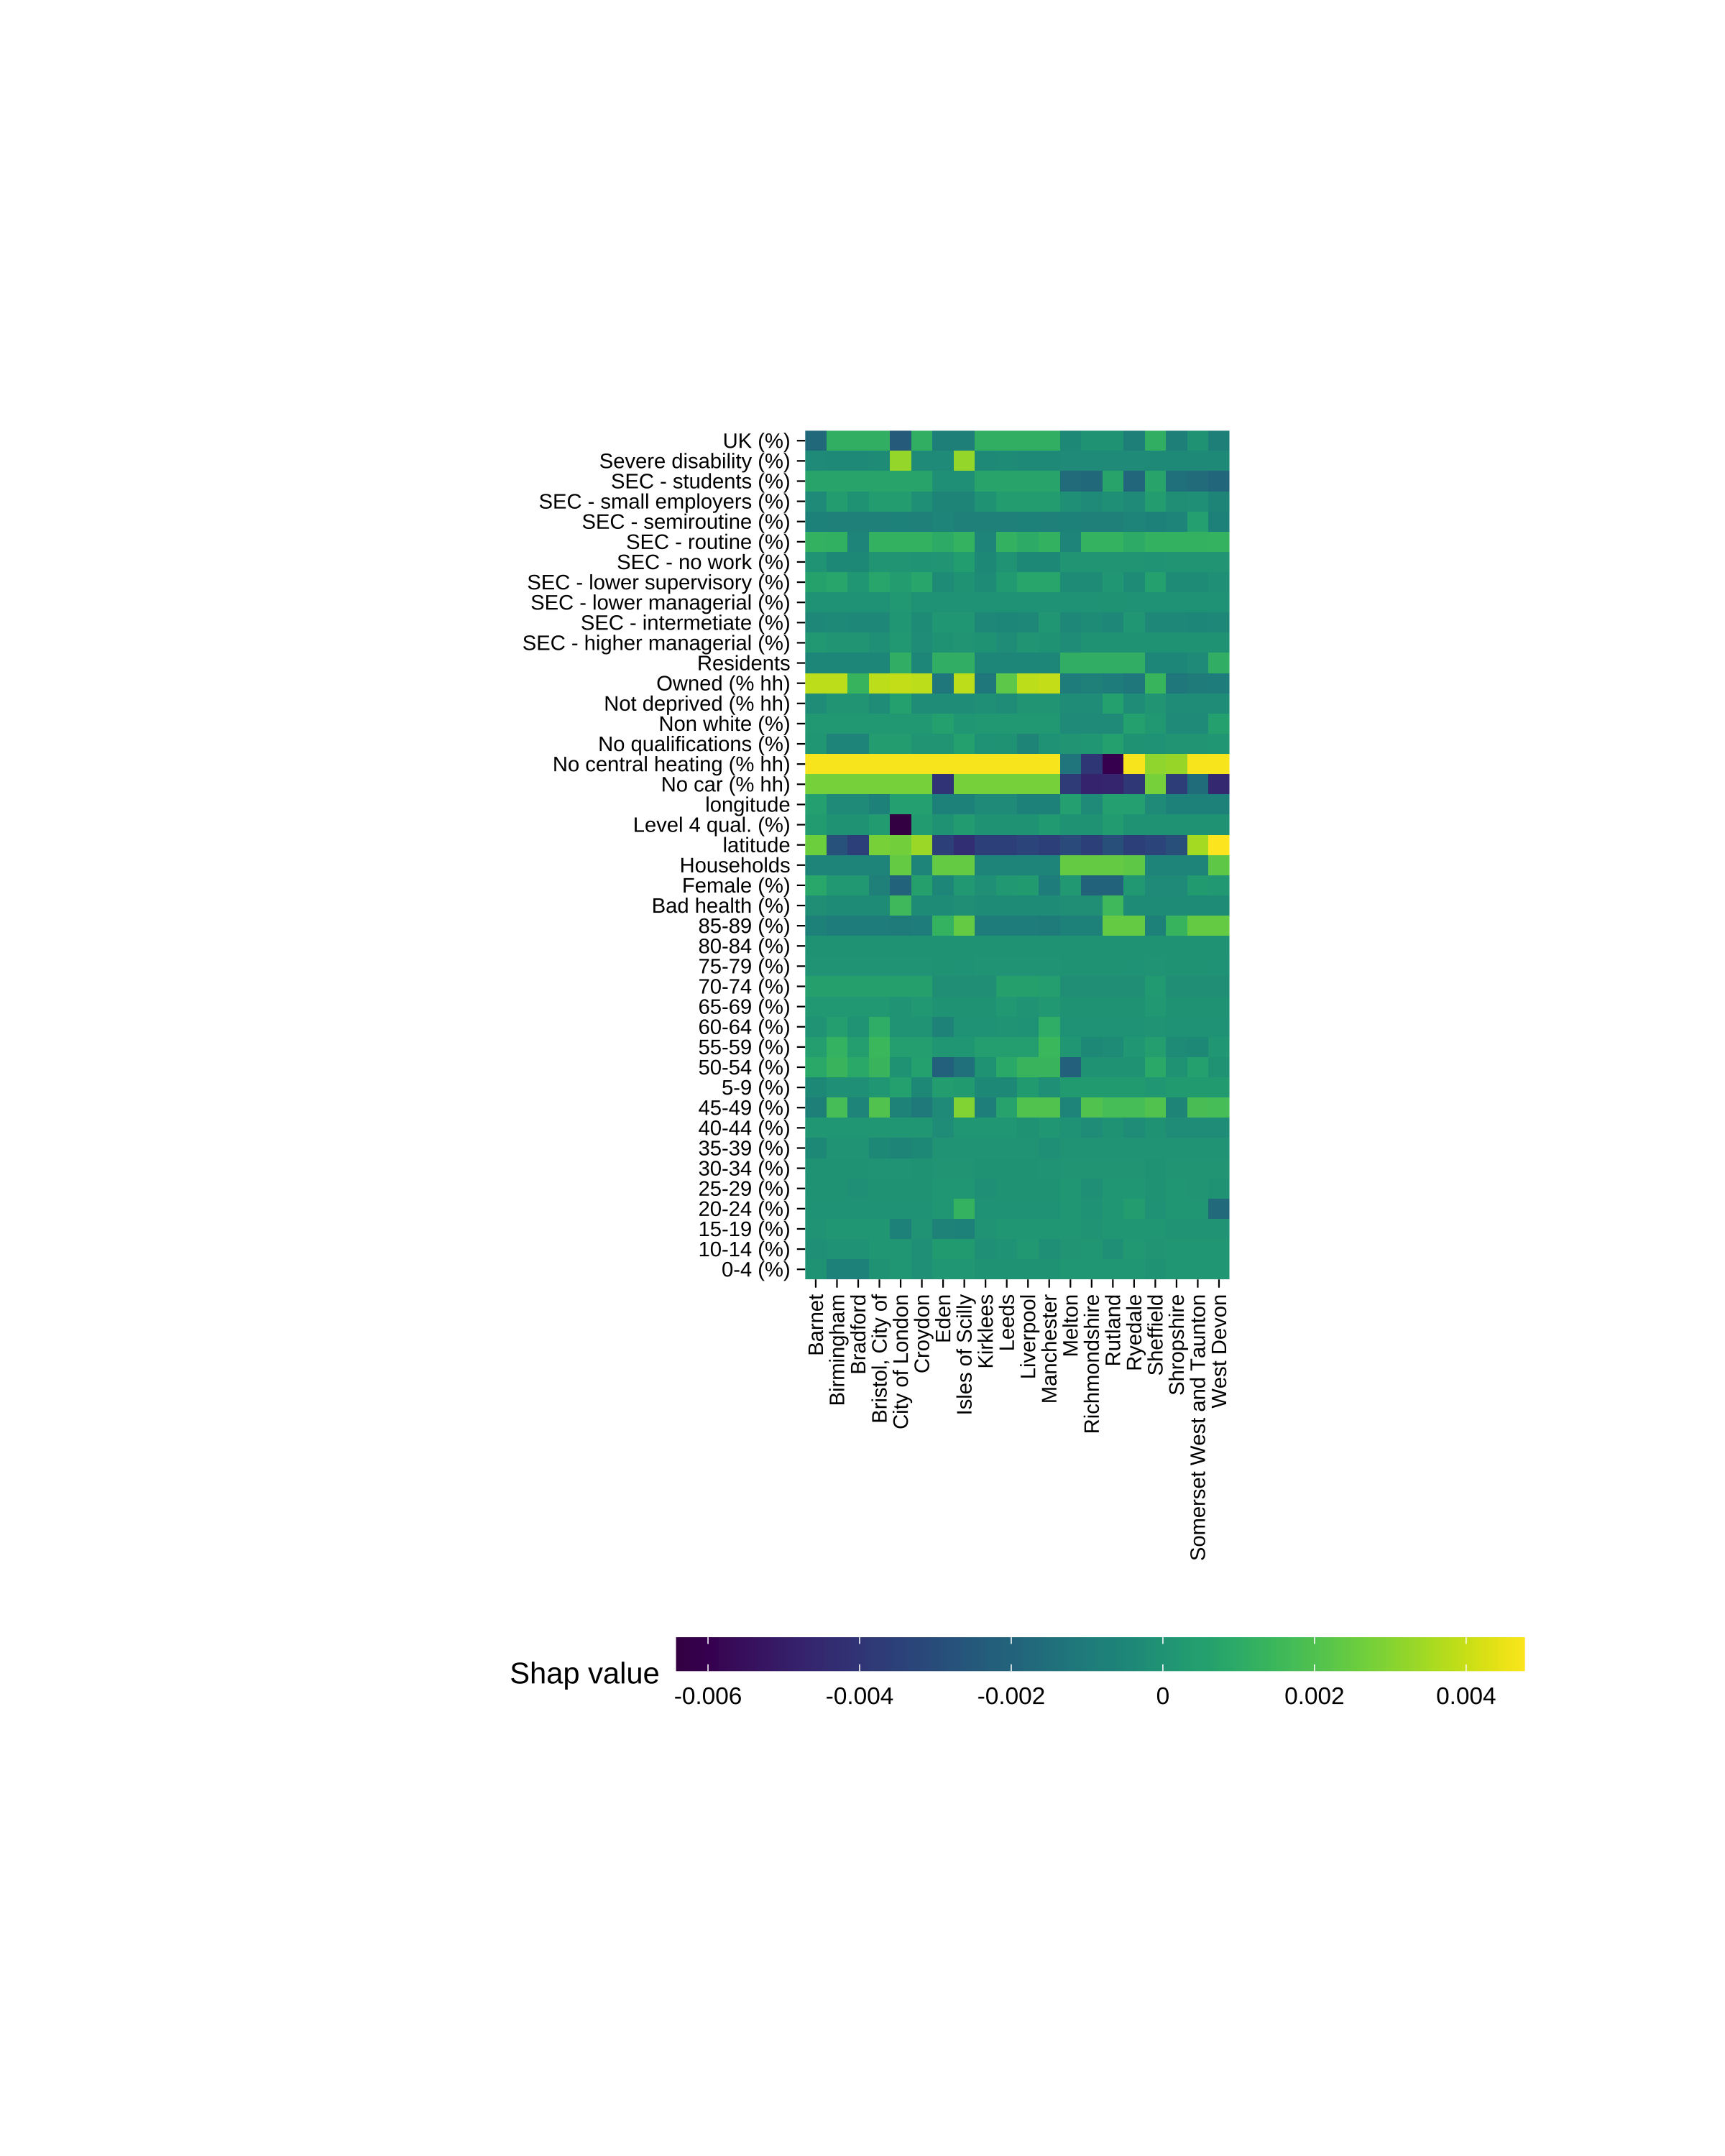 UK (%)
Severe disability (%)
SEC - students (%)
SEC - small employers (%)
SEC - semiroutine (%)
SEC - routine (%)
SEC - no work (%)
SEC - lower supervisory (%)
SEC - lower managerial (%)
SEC - intermetiate (%)
SEC - higher managerial (%)
Residents
Owned (% hh)
Not deprived (% hh)
Non white (%)
No qualifications (%)
No central heating (% hh)
No car (% hh)
longitude
Level 4 qual. (%)
latitude
Households
Female (%)
Bad health (%)
85-89 (%)
80-84 (%)
75-79 (%)
70-74 (%)
65-69 (%)
60-64 (%)
55-59 (%)
50-54 (%)
5-9 (%)
45-49 (%)
40-44 (%)
35-39 (%)
30-34 (%)
25-29 (%)
20-24 (%)
15-19 (%)
10-14 (%)
0-4 (%)
Barnet
Birmingham
Bradford
Bristol, City of
City of London
Croydon
Eden
Isles of Scilly
Kirklees
Leeds
Liverpool
Manchester
Melton
Richmondshire
Rutland
Ryedale
Sheffield
Shropshire
Somerset West and Taunton
West Devon
Shap value
-0.006 -0.004 -0.002 0 0.002 0.004